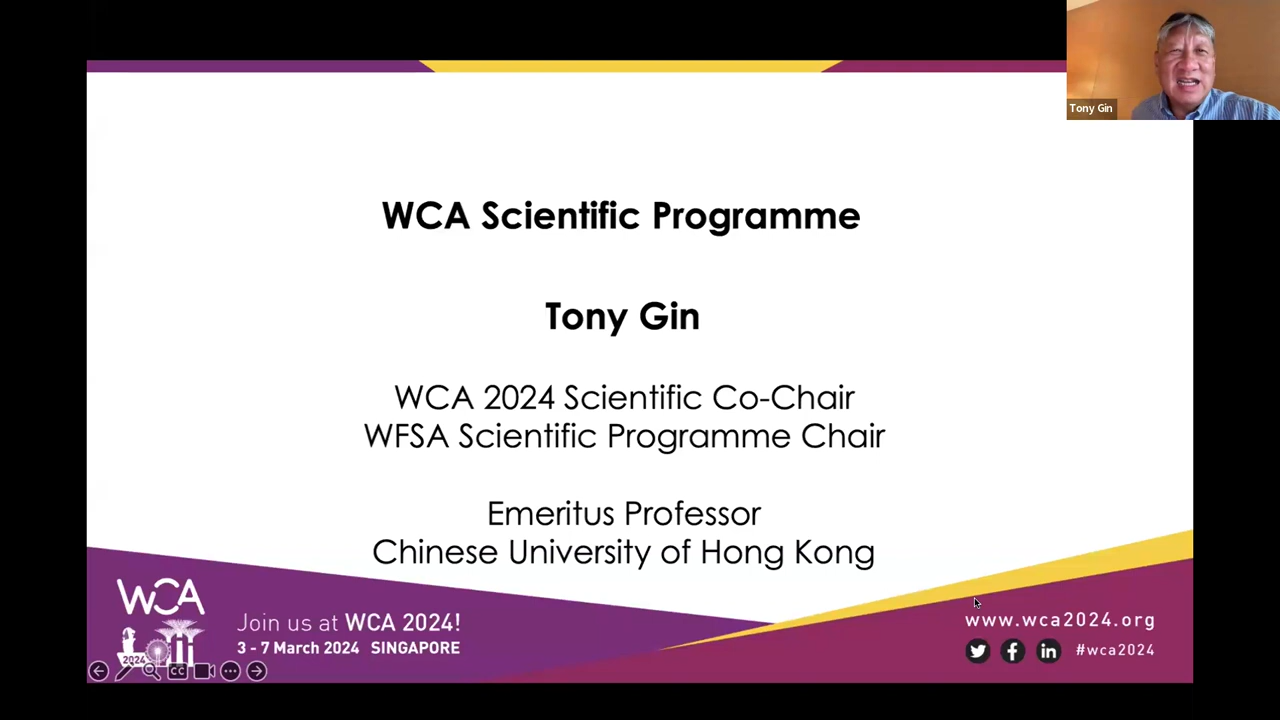 Tony Gin
WCA Scientific Programme
Tony Gin
WCA 2024 Scientific Co-Chair
WFSA Scientific Programme Chair
Emeritus Professor
Chinese University of Hong Kong
WCA
2024
Join us at WCA 2024!
3 - 7 March 2024 SINGAPORE
CC
www.wca2024.org
#wca2024